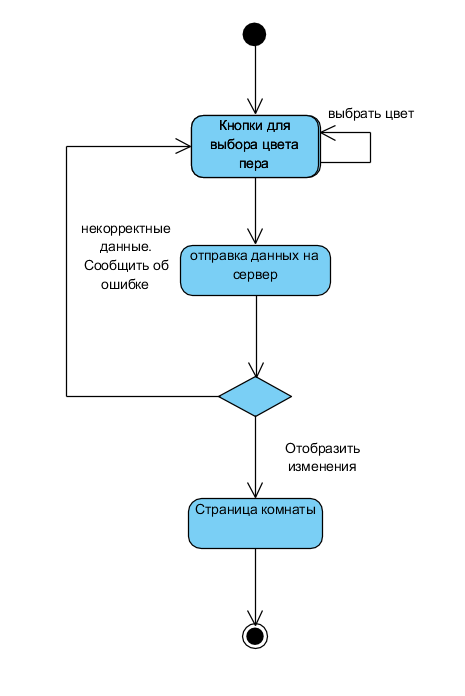 Кнопки для
выбора цвета
пера
выбрать цвет
некорректные
данные.
Сообщить об
ошибке
отправка данных на
сервер
Отобразить
изменения
Страница комнаты